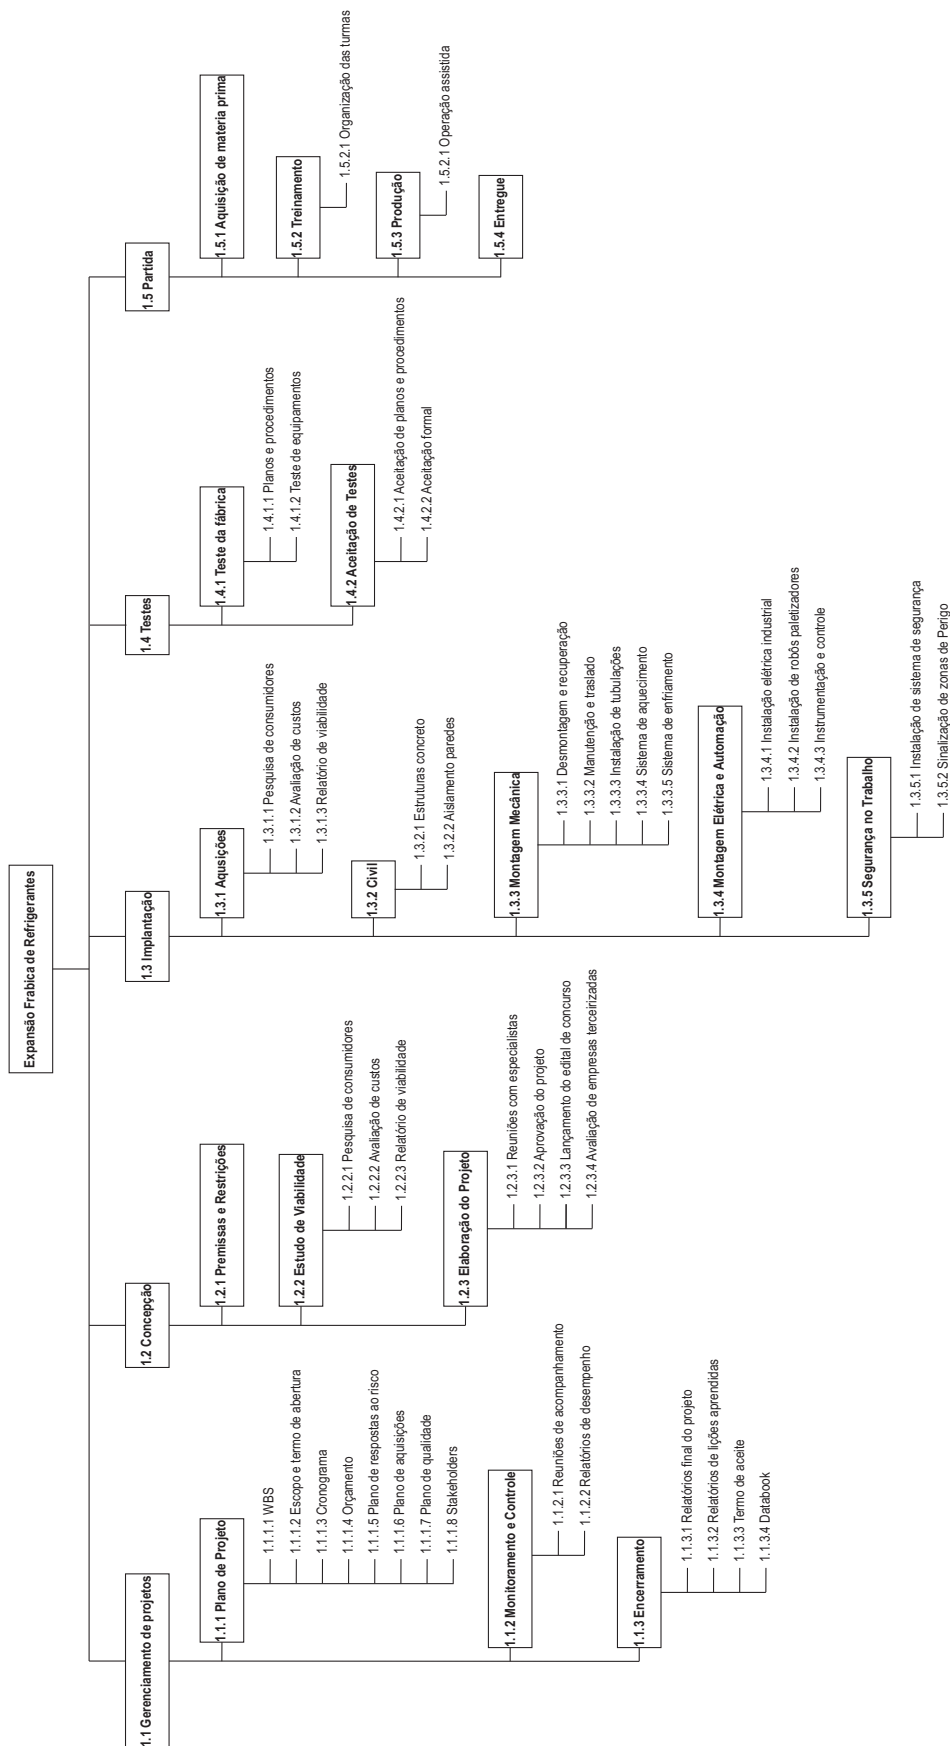 Expansão Frabica de Refrigerantes
1.1 Gerenciamento de projetos
1.1.1 Plano de Projeto
1.1.1.1 WBS
1.1.1.2 Escopo e termo de abertura
1.1.1.3 Cronograma
1.1.1.4 Orçamento
1.1.1.5 Plano de respostas ao risco
1.1.1.6 Plano de aquisições
1.1.1.7 Plano de qualidade
1.1.1.8 Stakeholders
1.1.2 Monitoramento e Controle
1.1.2.1 Reuniões de acompanhamento
1.1.2.2 Relatórios de desempenho
1.1.3 Encerramento
1.1.3.1 Relatórios final do projeto
1.1.3.2 Relatórios de lições aprendidas
1.1.3.3 Termo de aceite
1.1.3.4 Databook
1.2 Concepção
1.2.1 Premissas e Restrições
1.2.2 Estudo de Viabilidade
1.2.2.1 Pesquisa de consumidores
1.2.2.2 Avaliação de custos
1.2.2.3 Relatório de viabilidade
1.2.3 Elaboração do Projeto
1.2.3.1 Reuniões com especialistas
1.2.3.2 Aprovação do projeto
1.2.3.3 Lançamento do edital de concurso
1.2.3.4 Avaliação de empresas terceirizadas
1.3 Implantação
1.3.1 Aqusições
1.3.1.1 Pesquisa de consumidores
1.3.1.2 Avaliação de custos
1.3.1.3 Relatório de viabilidade
1.3.2 Civil
1.3.2.1 Estruturas concreto
1.3.2.2 Aislamento paredes
1.3.3 Montagem Mecânica
1.3.3.1 Desmontagem e recuperação
1.3.3.2 Manutenção e traslado
1.3.3.3 Instalação de tubulações
1.3.3.4 Sistema de aquecimento
1.3.3.5 Sistema de enfriamento
1.3.4 Montagem Elétrica e Automação
1.3.4.1 Instalação elétrica industrial
1.3.4.2 Instalação de robôs paletizadores
1.3.4.3 Instrumentação e controle
1.3.5 Segurança no Trabalho
1.3.5.1 Instalação de sistema de segurança
1.3.5.2 Sinalização de zonas de Perigo
1.4 Testes
1.4.1 Teste da fábrica
1.4.1.1 Planos e procedimentos
1.4.1.2 Teste de equipamentos
1.4.2 Aceitação de Testes
1.4.2.1 Aceitação de planos e procedimentos
1.4.2.2 Aceitação formal
1.5 Partida
1.5.1 Aquisição de materia prima
1.5.2 Treinamento
1.5.2.1 Organização das turmas
1.5.3 Produção
1.5.2.1 Operação assistida
1.5.4 Entregue